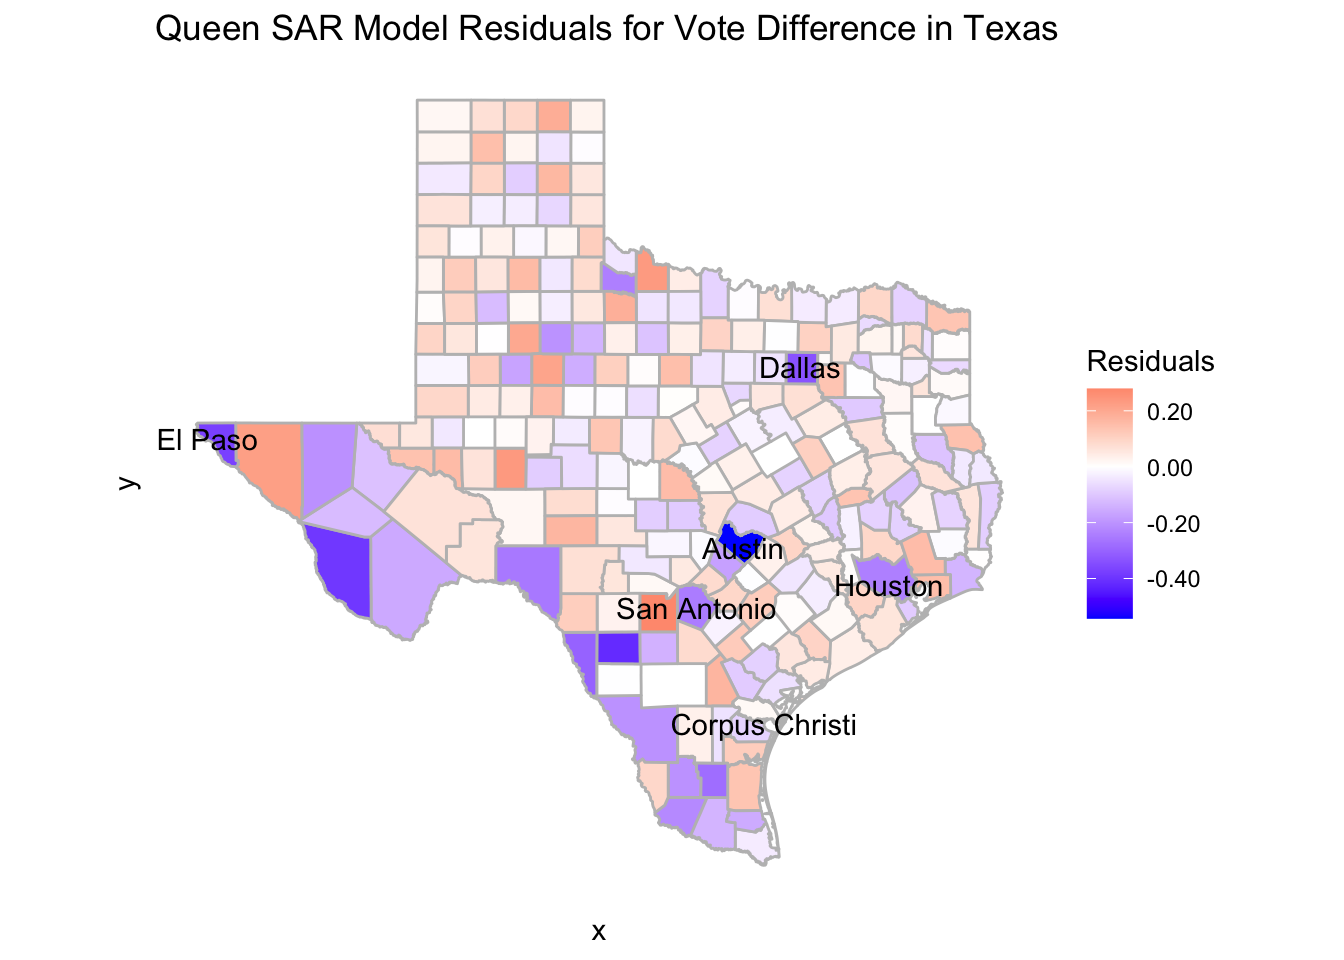 Queen SAR Model Residuals for Vote Difference in Texas
Residuals
0.20
0.00
-0.20
-0.40
Dallas
El Paso
Austin
Houston
San Antonio
Corpus Christi
y
x